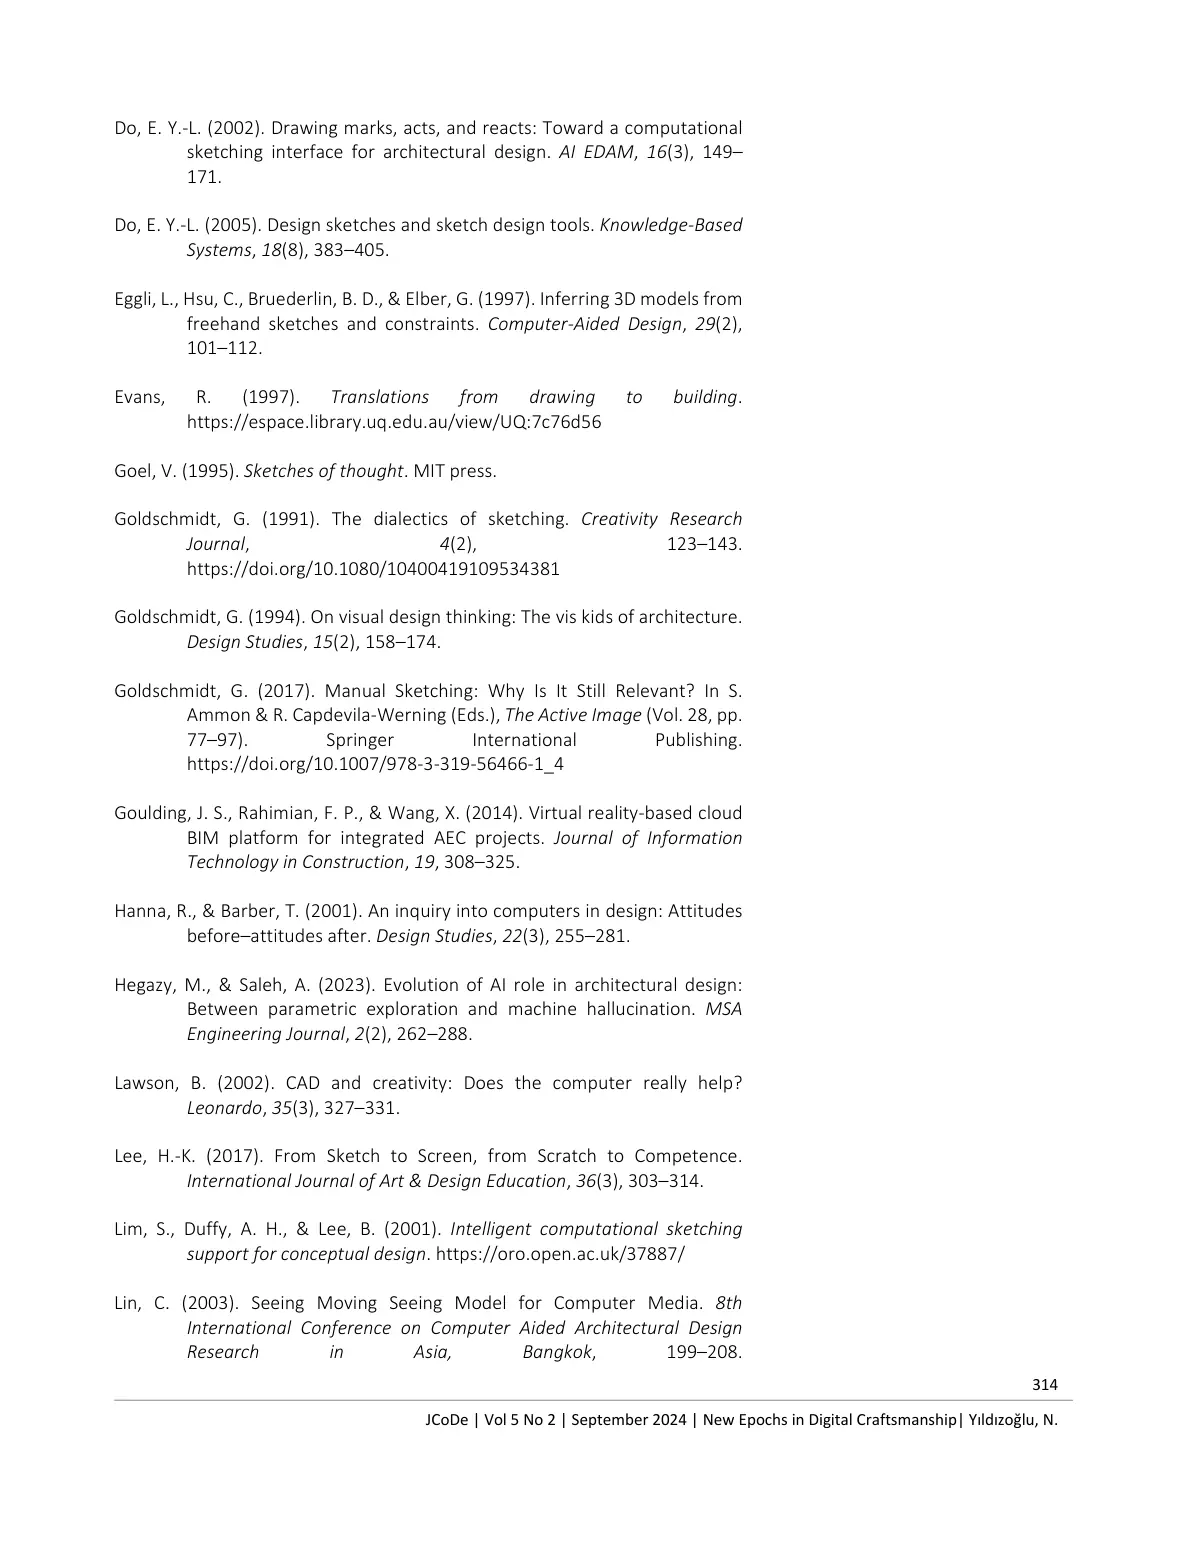 Do, E. Y.-L. (2002). Drawing marks, acts, and reacts: Toward a computational
sketching interface for architectural design. AI EDAM, 16(3), 149–
171.
Do, E. Y.-L. (2005). Design sketches and sketch design tools. Knowledge-Based
Systems, 18(8), 383–405.
Eggli, L., Hsu, C., Bruederlin, B. D., & Elber, G. (1997). Inferring 3D models from
freehand sketches and constraints. Computer-Aided Design, 29(2),
101–112.
Evans, R. (1997). Translations from drawing to building.
https://espace.library.uq.edu.au/view/UQ:7c76d56
Goel, V. (1995). Sketches of thought. MIT press.
Goldschmidt, G. (1991). The dialectics of sketching. Creativity Research
Journal, 4(2), 123–143.
https://doi.org/10.1080/10400419109534381
Goldschmidt, G. (1994). On visual design thinking: The vis kids of architecture.
Design Studies, 15(2), 158–174.
Goldschmidt, G. (2017). Manual Sketching: Why Is It Still Relevant? In S.
Ammon & R. Capdevila-Werning (Eds.), The Active Image (Vol. 28, pp.
77–97). Springer International Publishing.
https://doi.org/10.1007/978-3-319-56466-1_4
Goulding, J. S., Rahimian, F. P., & Wang, X. (2014). Virtual reality-based cloud
BIM platform for integrated AEC projects. Journal of Information
Technology in Construction, 19, 308–325.
Hanna, R., & Barber, T. (2001). An inquiry into computers in design: Attitudes
before–attitudes after. Design Studies, 22(3), 255–281.
Hegazy, M., & Saleh, A. (2023). Evolution of AI role in architectural design:
Between parametric exploration and machine hallucination. MSA
Engineering Journal, 2(2), 262–288.
Lawson, B. (2002). CAD and creativity: Does the computer really help?
Leonardo, 35(3), 327–331.
Lee, H.-K. (2017). From Sketch to Screen, from Scratch to Competence.
International Journal of Art & Design Education, 36(3), 303–314.
Lim, S., Duffy, A. H., & Lee, B. (2001). Intelligent computational sketching
support for conceptual design. https://oro.open.ac.uk/37887/
Lin, C. (2003). Seeing Moving Seeing Model for Computer Media. 8th
International Conference on Computer Aided Architectural Design
Research in Asia, Bangkok, 199–208.
314
JCoDe | Vol 5 No 2 | September 2024 | New Epochs in Digital Craftsmanship| Yıldızoğlu, N.